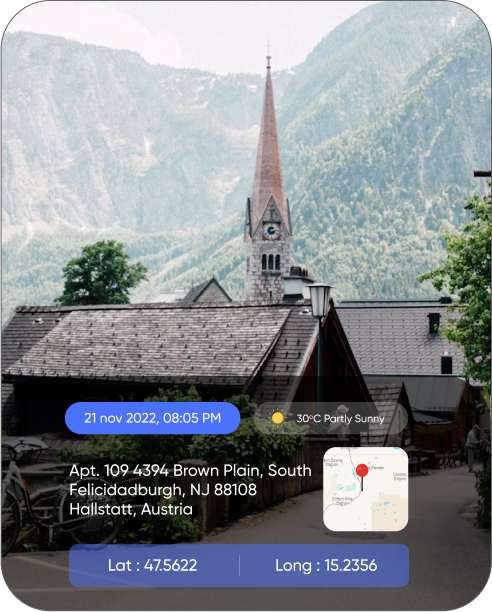 21 nov 2022, 08:05 PM
30°C Partly Sunny
Apt. 109 4394 Brown Plain, South
Felicidadburgh, NJ 88108
Hallstatt, Austria
Lat : 47.5622
Long : 15.2356